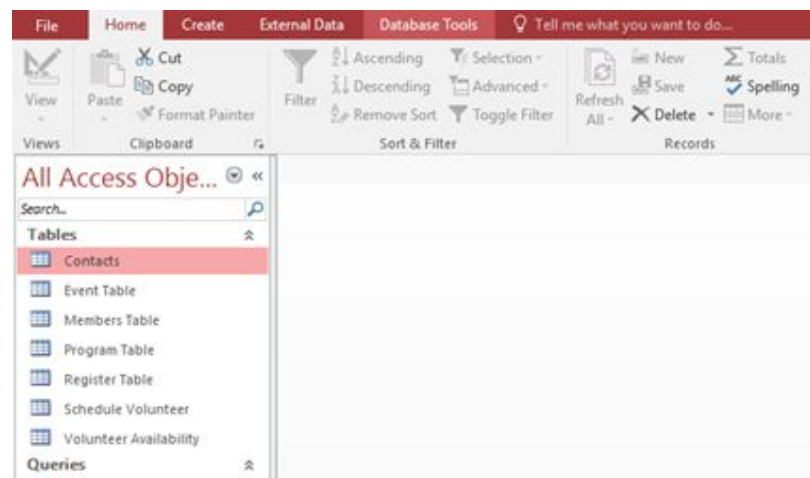 File Home Create External Data Database Tools Tell me what you want to do...
View
Paste
Cut
Copy
Format Painter
Filter
Ascending
Descending
Remove Sort
Selection
Advanced
Toggle Filter
Refresh
All
New
Save
Delete
Totals
Spelling
More
Views Clipboard Sort & Filter Records
All Access Obje...
Search...
Tables
Contacts
Event Table
Members Table
Program Table
Register Table
Schedule Volunteer
Volunteer Availability
Queries